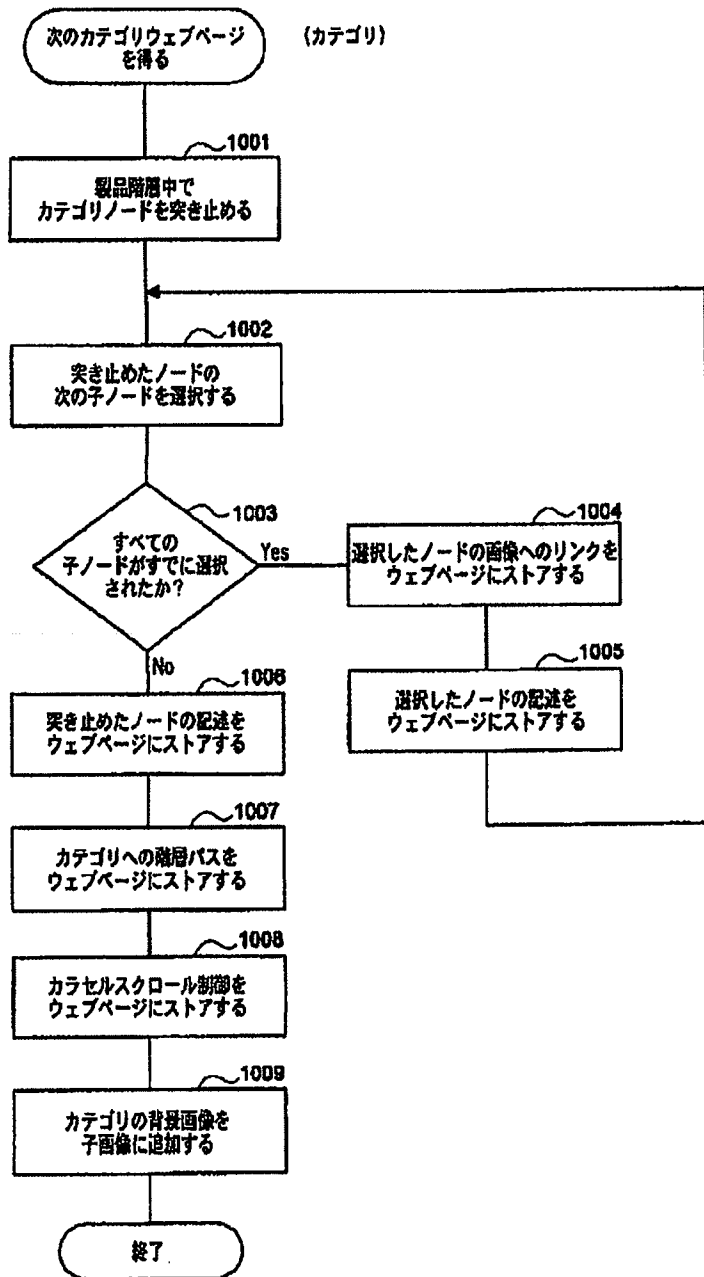 次のカテゴリウェブページ
を得る
(カテゴリ)
1001
製品階層中で
カテゴリノードを突き止める
1002
突き止めたノードの
次の子ノードを選択する
1003
すべての
子ノードがすでに選択
されたか？
Yes
No
1004
選択したノードの画像へのリンクを
ウェブページにストアする
1005
選択したノードの記述を
ウェブページにストアする
1006
突き止めたノードの記述を
ウェブページにストアする
1007
カテゴリへの階層パスを
ウェブページにストアする
1008
カラセルスクロール制御を
ウェブページにストアする
1009
カテゴリの背景画像を
子画像に追加する
終了